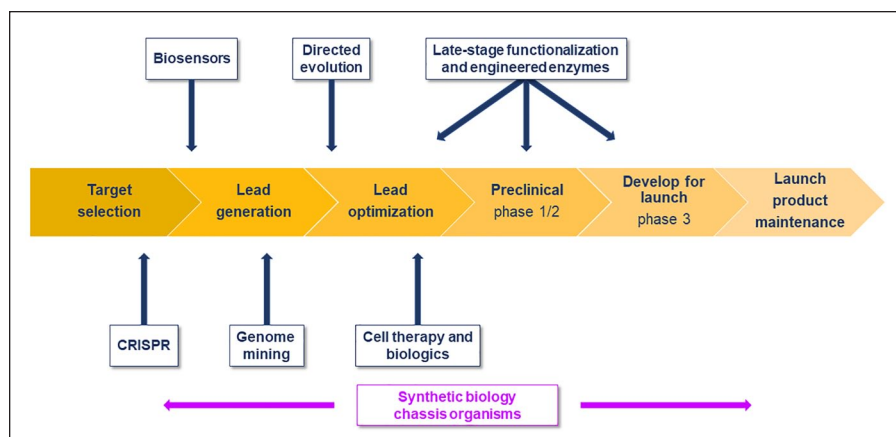 Biosensors
Directed
evolution
Late-stage functionalization
and engineered enzymes
Target
selection
Lead
generation
Lead
optimization
Preclinical
phase 1/2
Develop for
launch
phase 3
Launch
product
maintenance
CRISPR
Genome
mining
Cell therapy and
biologics
Synthetic biology
chassis organisms